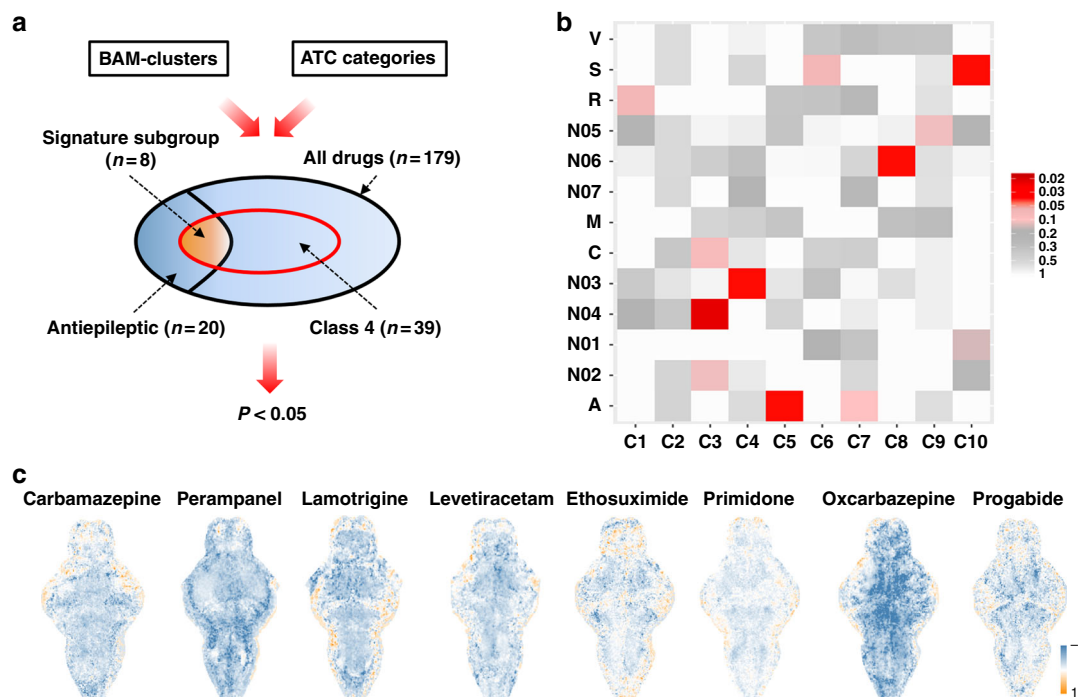 a
BAM-clusters
ATC categories
Signature subgroup
(n=8)
All drugs (n=179)
Antiepileptic (n=20)
Class 4 (n=39)
P < 0.05
b
V
S
R
N05
N06
N07
M
C
N03
N04
N01
N02
A
C1 C2 C3 C4 C5 C6 C7 C8 C9 C10
0.02
0.03
0.05
0.1
0.2
0.3
0.5
1
c
Carbamazepine Perampanel Lamotrigine Levetiracetam Ethosuximide Primidone Oxcarbazepine Progabide